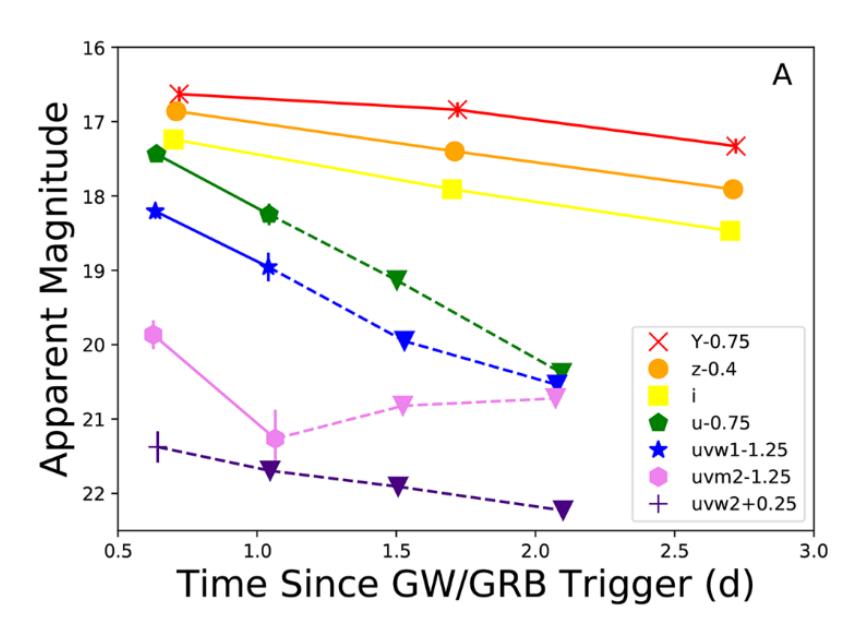 A
16
17
18
19
20
21
22
Apparent Magnitude
Y-0.75
z-0.4
i
u-0.75
uvw1-1.25
uvm2-1.25
uvw2+0.25
0.5 1.0 1.5 2.0 2.5 3.0
Time Since GW/GRB Trigger (d)